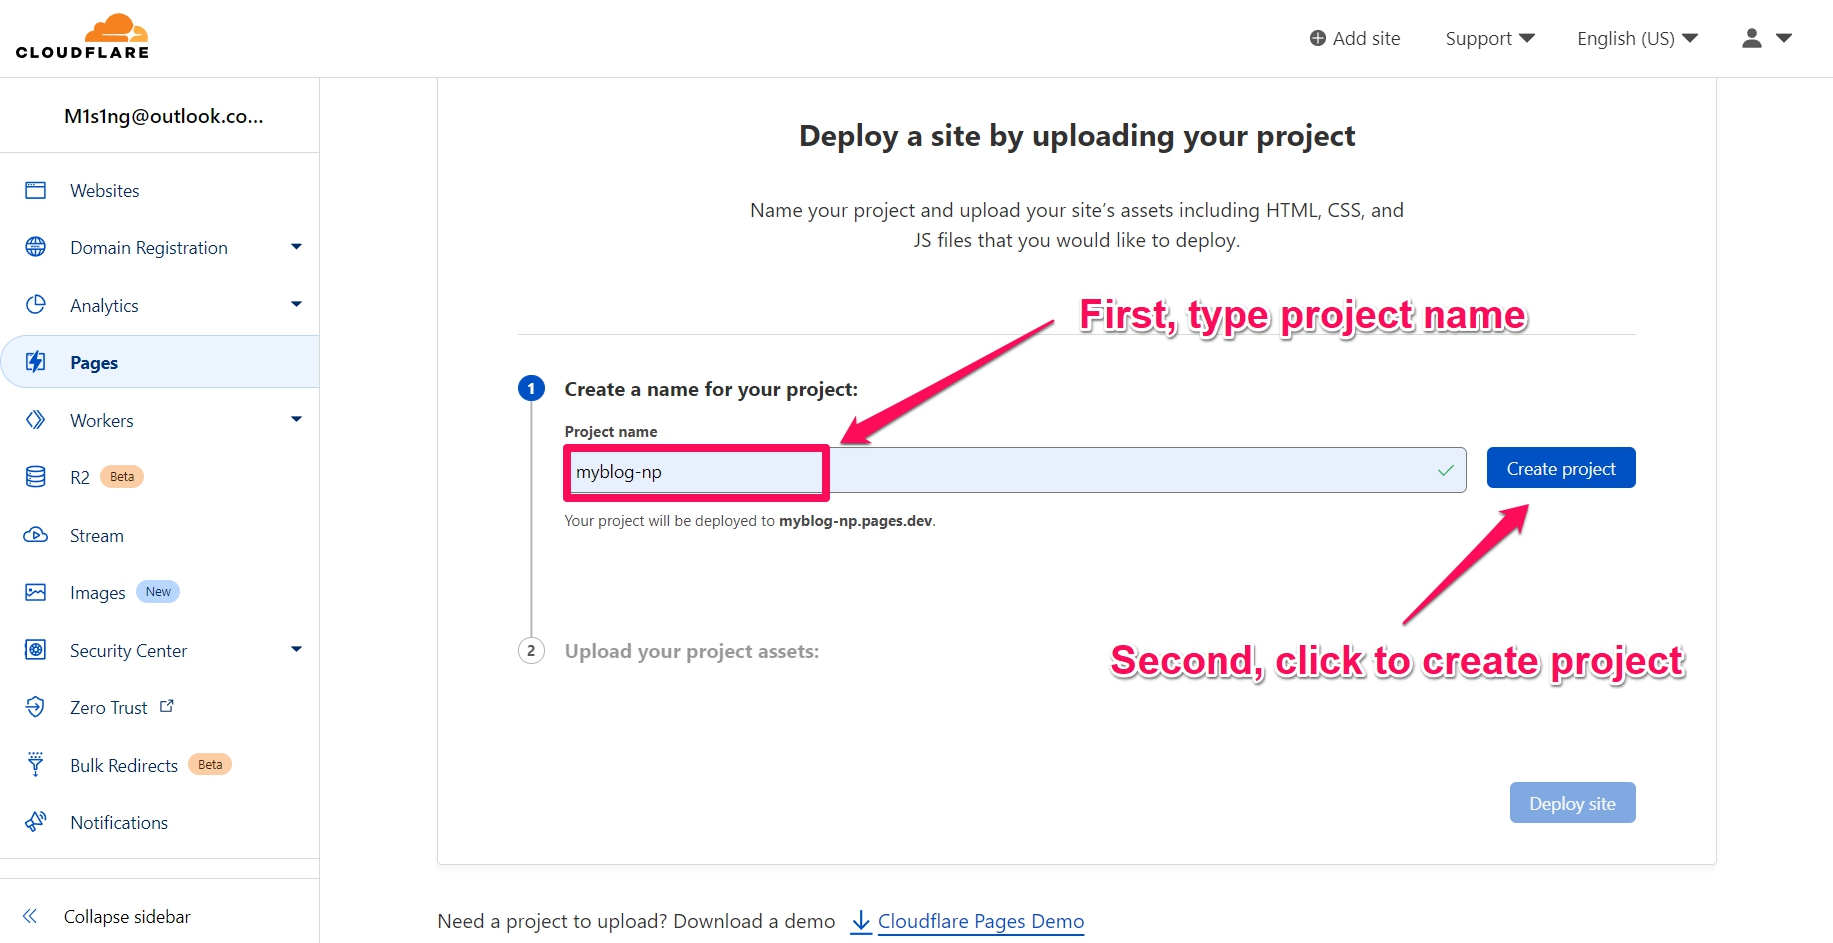 CLOUDFLARE
Add site
Support
English (US)
M1s1ng@outlook.co...
Websites
Domain Registration
Analytics
Pages
Workers
R2 Beta
Stream
Images New
Security Center
Zero Trust
Bulk Redirects Beta
Notifications
Collapse sidebar
Deploy a site by uploading your project
Name your project and upload your site's assets including HTML, CSS, and
JS files that you would like to deploy.
First, type project name
1 Create a name for your project:
Project name
myblog-np
Create project
Your project will be deployed to myblog-np.pages.dev.
2 Upload your project assets:
Second, click to create project
Deploy site
Need a project to upload? Download a demo Cloudflare Pages Demo